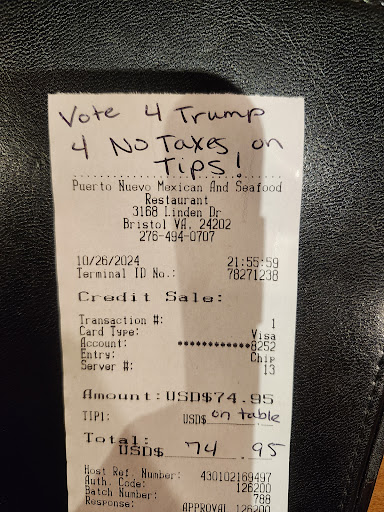 Vote 4 Trump
4 No Taxes on
Tips!
Puerto Nuevo Mexican And Seafood
Restaurant
3168 Linden Dr
Bristol VA, 24202
276-494-0707
10/26/2024 21:55:59
Terminal ID No.: 78271238
Credit Sale:
Transaction #: 1
Card Type: Visa
Account: ************8252
Entry: Chip
Server #: 13
Amount: USD$74.95
TIP1: USD$ on table
Total:
USD$ 74.95
Host Ref. Number: 430102169497
Auth. Code: 126200
Batch Number: 788
Response: APPROVAL 126200